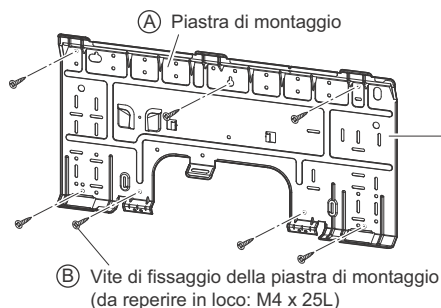 Ⓐ Piastra di montaggio
Ⓑ Vite di fissaggio della piastra di montaggio
(da reperire in loco: M4 x 25L)